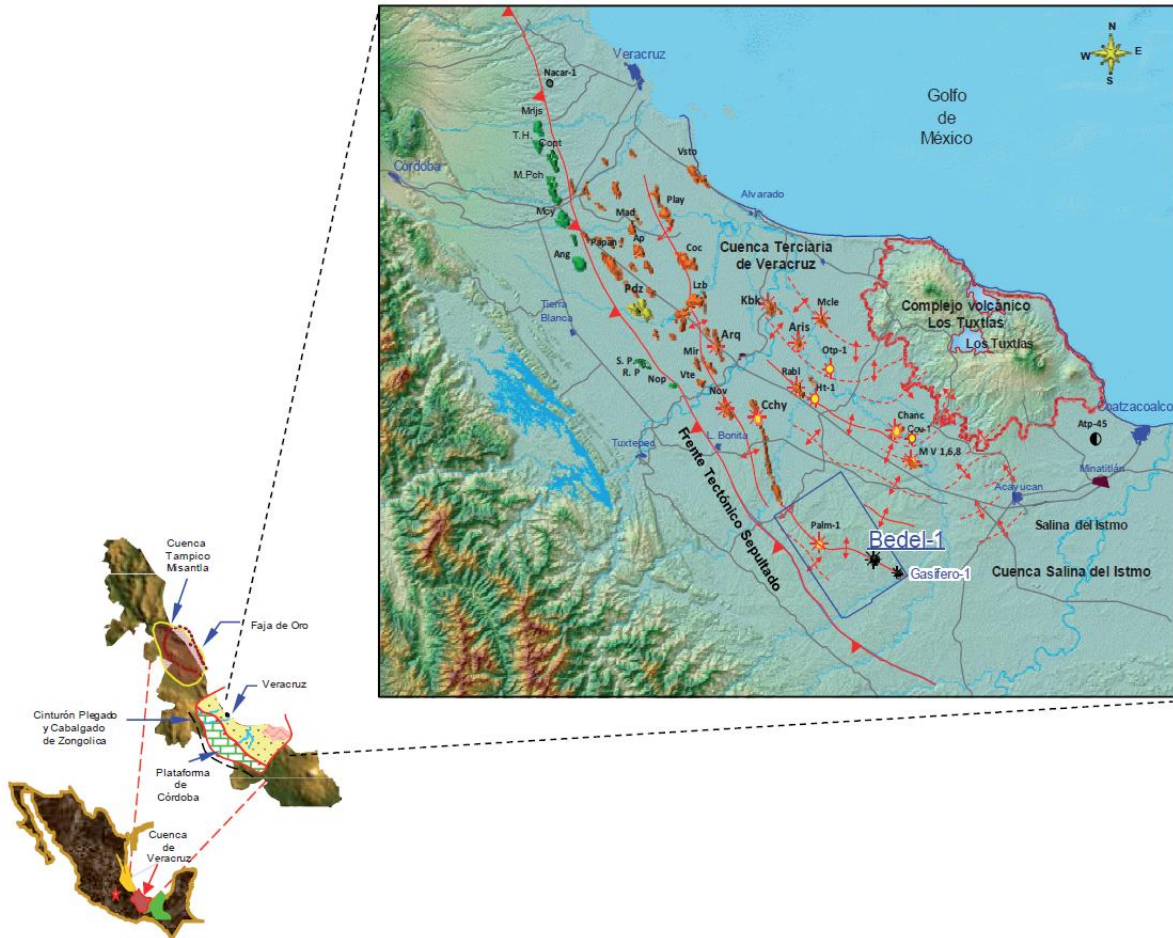 N
W
E
S
Veracruz
Nacar-1
Golfo
de
México
Mrljs
T.H.
Copt
Córdoba
M.Pch
Vsto
Mcy
Mad
Play
Alvarado
Ang
Papan
Ap
Coc
Cuenca Terciaria
de Veracruz
Pdz
Lzb
Kbk
Mcle
Complejo volcánico
Los Tuxtlas
Los Tuxtlas
Tierra
Blanca
Arq
Aris
Otp-1
S. P.
R. P
Nop
Mir
Vte
Nov
Rabl
Ht-1
Cchy
Chanc
Cou-1
M V 1,6,8
Coatzacoalco
Atp-45
Tuxtepec
L. Bonita
Minatitlán
Acayucan
Frente Tectónico Sepultado
Palm-1
Bedel-1
Gasífero-1
Salina del Istmo
Cuenca Salina del Istmo
Cuenca
Tampico
Misantla
Faja de Oro
Veracruz
Cinturón Plegado
y Cabalgado
de Zongolica
Plataforma
de
Córdoba
Cuenca
de
Veracruz